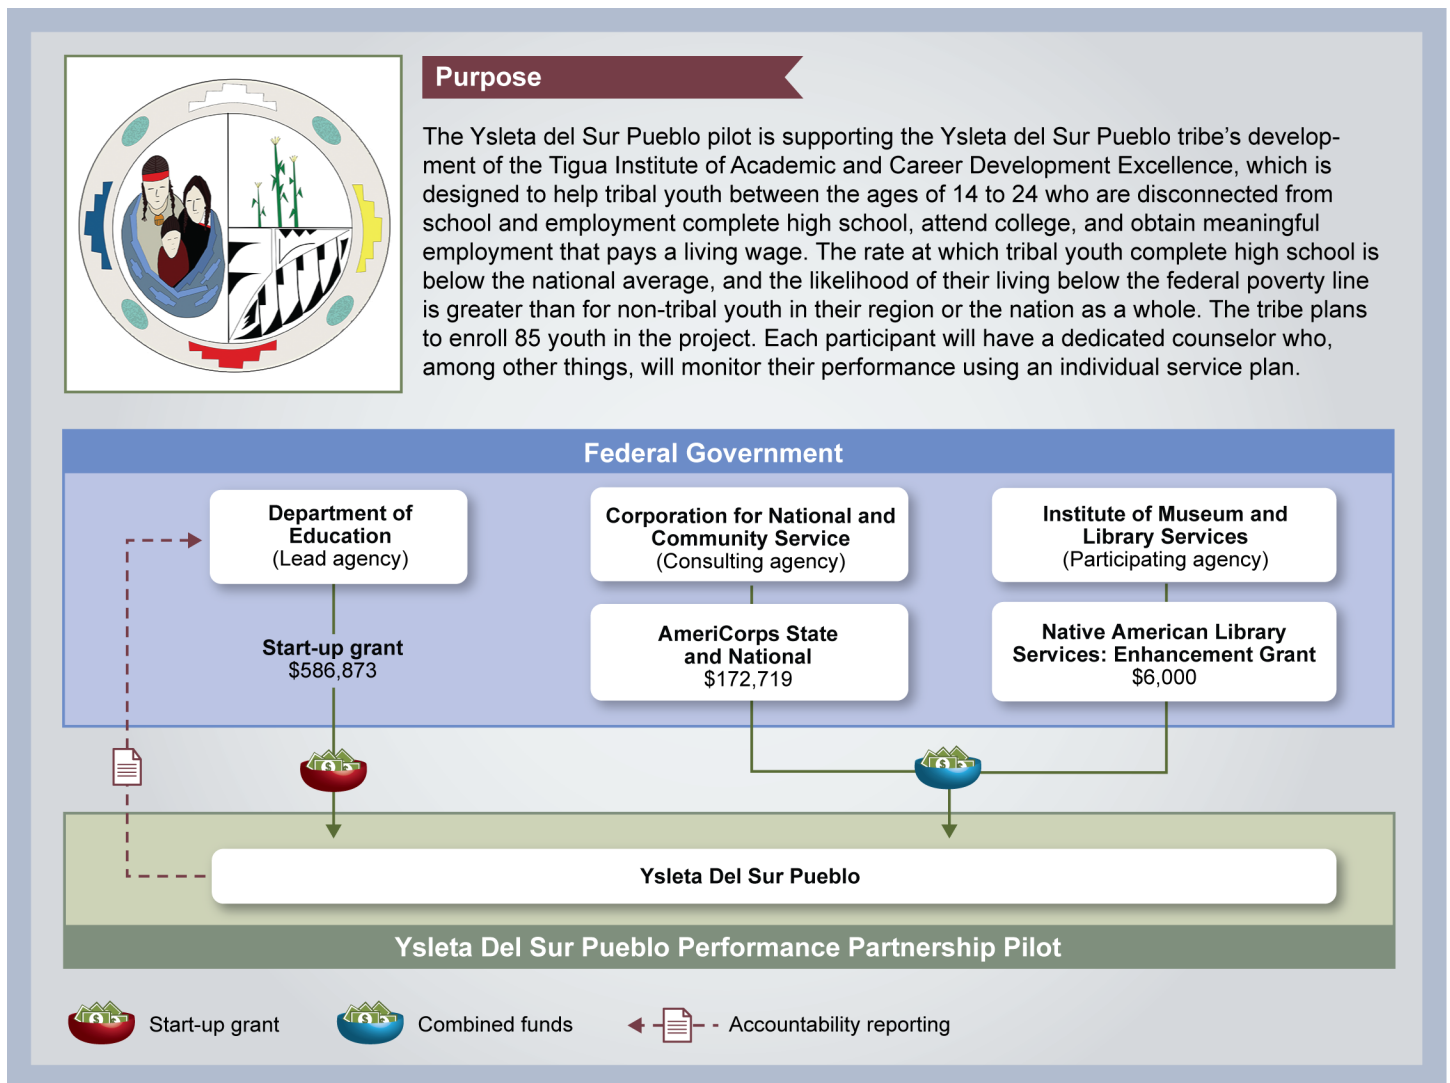 Purpose
The Ysleta del Sur Pueblo pilot is supporting the Ysleta del Sur Pueblo tribe’s develop-
ment of the Tigua Institute of Academic and Career Development Excellence, which is
designed to help tribal youth between the ages of 14 to 24 who are disconnected from
school and employment complete high school, attend college, and obtain meaningful
employment that pays a living wage. The rate at which tribal youth complete high school is
below the national average, and the likelihood of their living below the federal poverty line
is greater than for non-tribal youth in their region or the nation as a whole. The tribe plans
to enroll 85 youth in the project. Each participant will have a dedicated counselor who,
among other things, will monitor their performance using an individual service plan.
Federal Government
Department of
Education
(Lead agency)
Start-up grant
$586,873
Corporation for National and
Community Service
(Consulting agency)
AmeriCorps State
and National
$172,719
Institute of Museum and
Library Services
(Participating agency)
Native American Library
Services: Enhancement Grant
$6,000
Ysleta Del Sur Pueblo
Ysleta Del Sur Pueblo Performance Partnership Pilot
Start-up grant
Combined funds
Accountability reporting